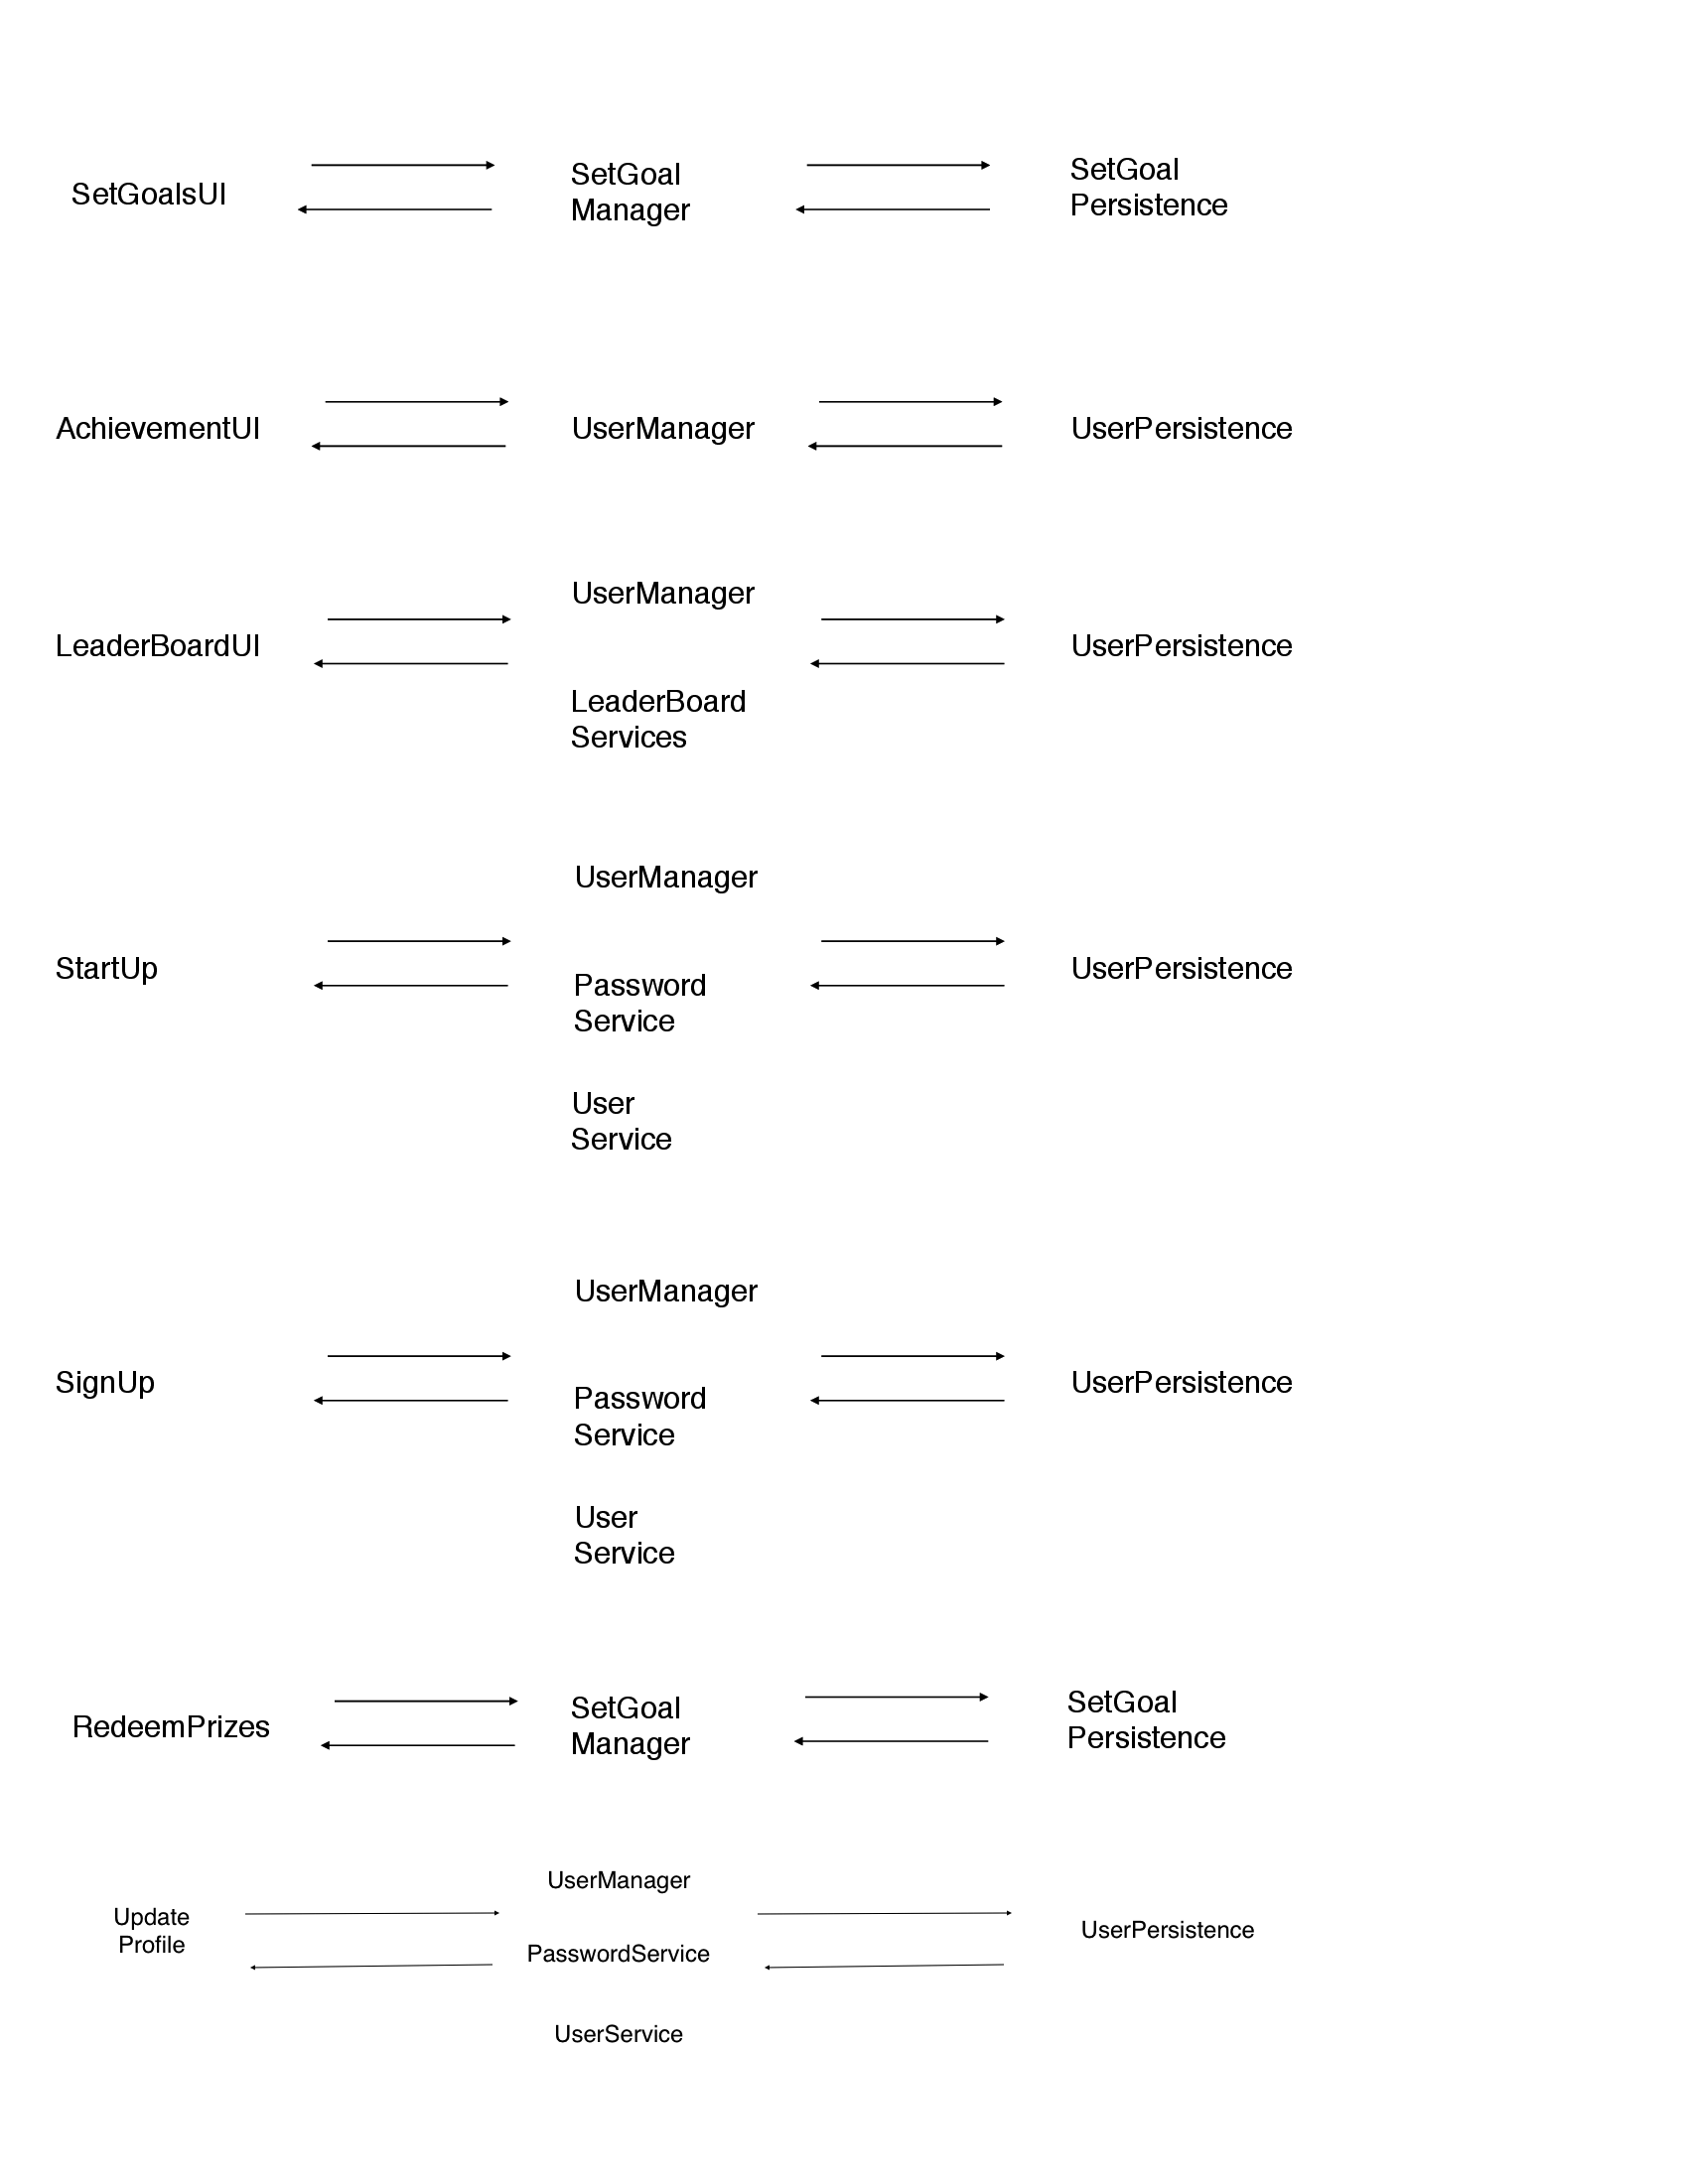 SetGoalsUI
SetGoal
Manager
SetGoal
Persistence
AchievementUI
UserManager
UserPersistence
LeaderBoardUI
UserManager
LeaderBoard
Services
UserPersistence
StartUp
UserManager
Password
Service
User
Service
UserPersistence
SignUp
UserManager
Password
Service
User
Service
UserPersistence
RedeemPrizes
SetGoal
Manager
SetGoal
Persistence
Update
Profile
UserManager
PasswordService
UserService
UserPersistence